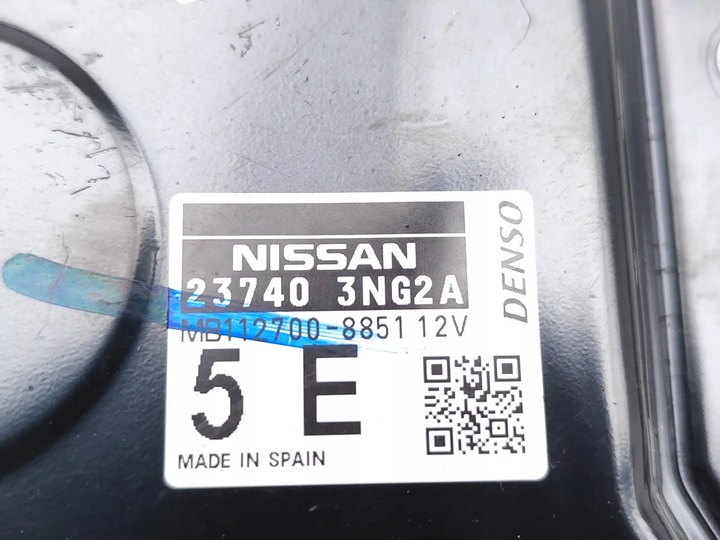 NISSAN
23740 3NG2A
MB112700-8851 12V
5 E
MADE IN SPAIN
DENSO